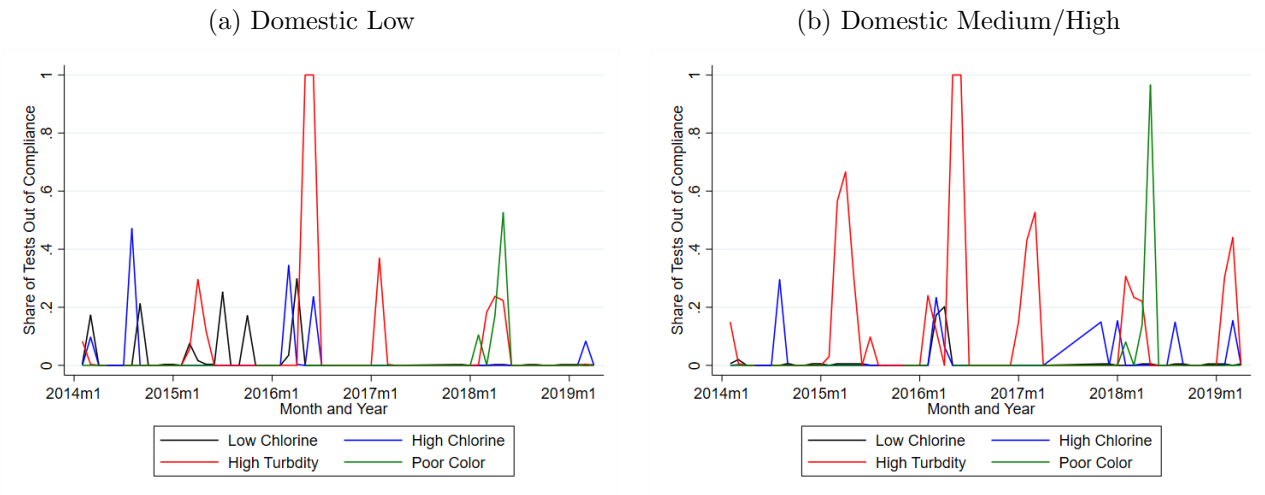 (a) Domestic Low
(b) Domestic Medium/High
Share of Tests Out of Compliance
1
.8
.6
.4
.2
0
2014m1 2015m1 2016m1 2017m1 2018m1 2019m1
Month and Year
Low Chlorine High Chlorine
High Turbdity Poor Color
Share of Tests Out of Compliance
1
.8
.6
.4
.2
0
2014m1 2015m1 2016m1 2017m1 2018m1 2019m1
Month and Year
Low Chlorine High Chlorine
High Turbdity Poor Color